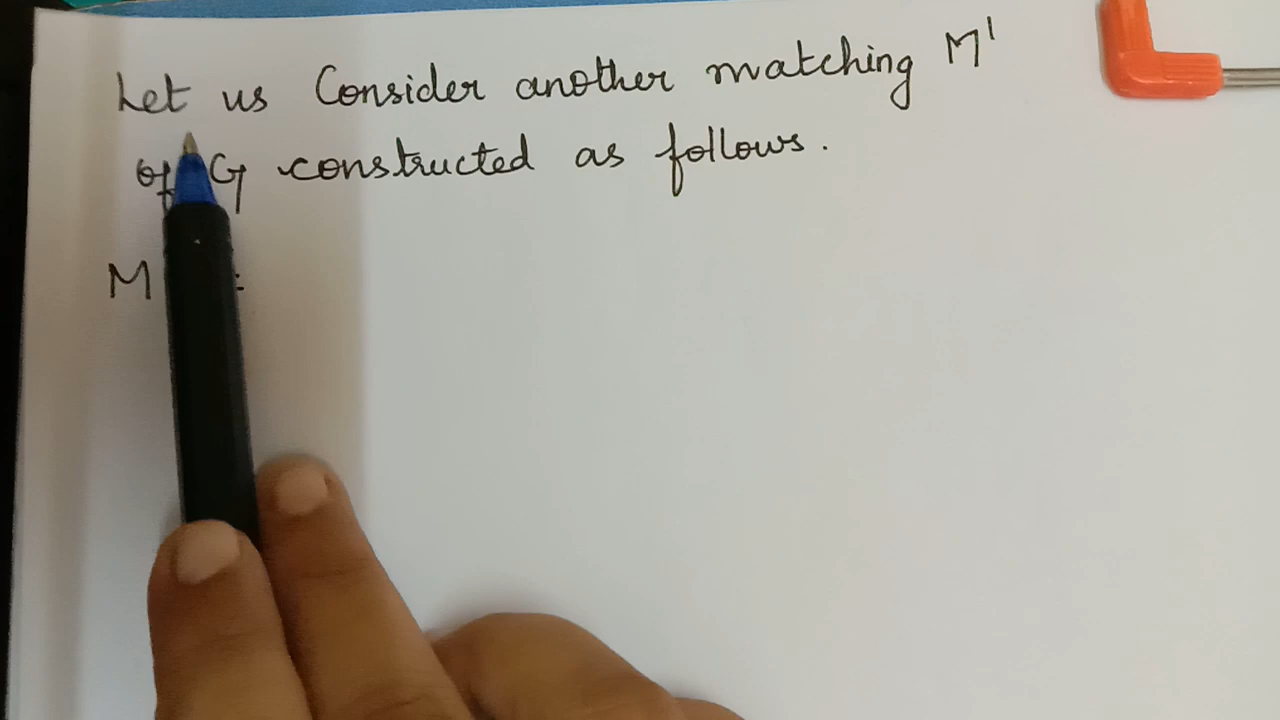 Let us Consider another matching M'
of G constructed as follows.
M